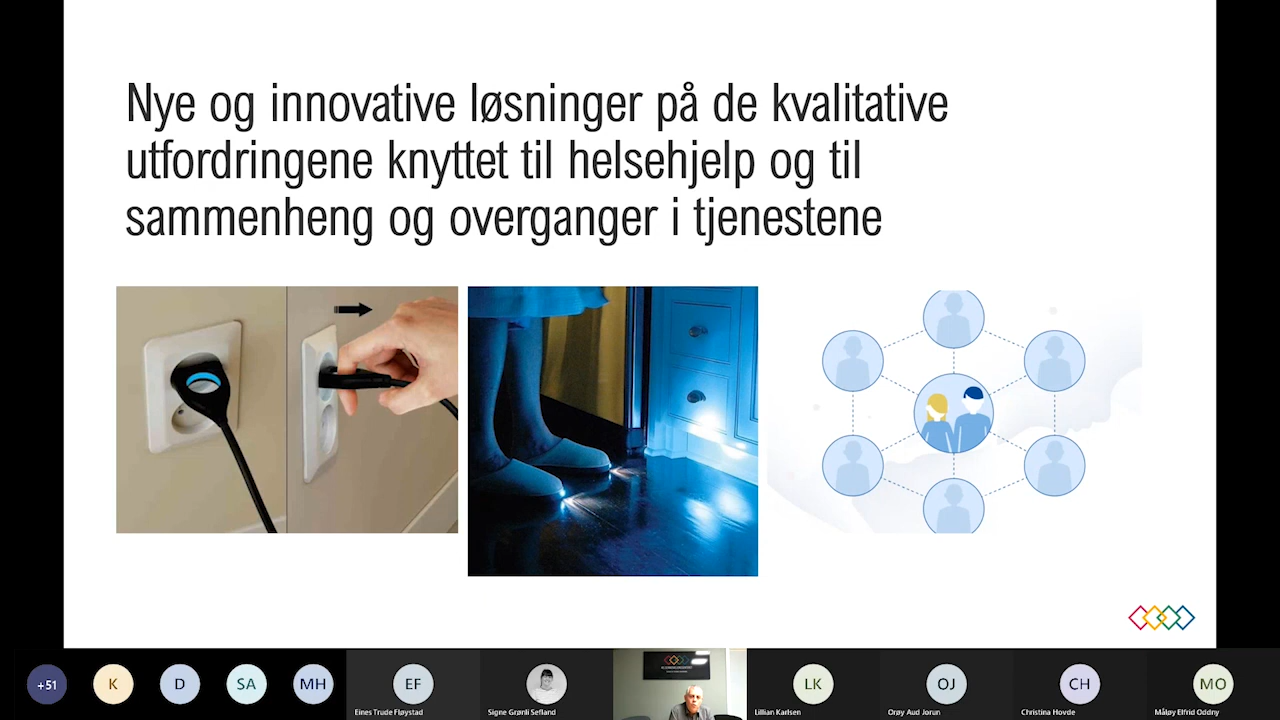 Nye og innovative løsninger på de kvalitative
utfordringene knyttet til helsehjelp og til
sammenheng og overganger i tjenestene
+51
K
D
SA
MH
EF
LK
OJ
CH
MO
Eines Trude Fløystad
Signe Grønli Sefland
Lillian Karlsen
Orøy Aud Jorun
Christina Hovde
Måløy Elfrid Oddny